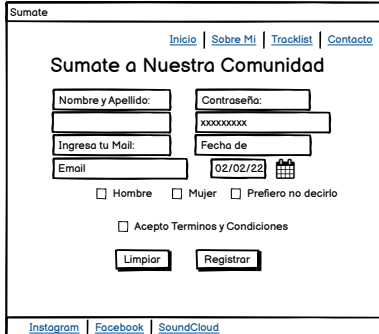 Sumate
Inicio Sobre Mi Tracklist Contacto
Sumate a Nuestra Comunidad
Nombre y Apellido: Contraseña:
xxxxxxxxx
Ingresa tu Mail: Fecha de
Email 02/02/22
Hombre Mujer Prefiero no decirlo
Acepto Terminos y Condiciones
Limpiar Registrar
Instagram Facebook SoundCloud